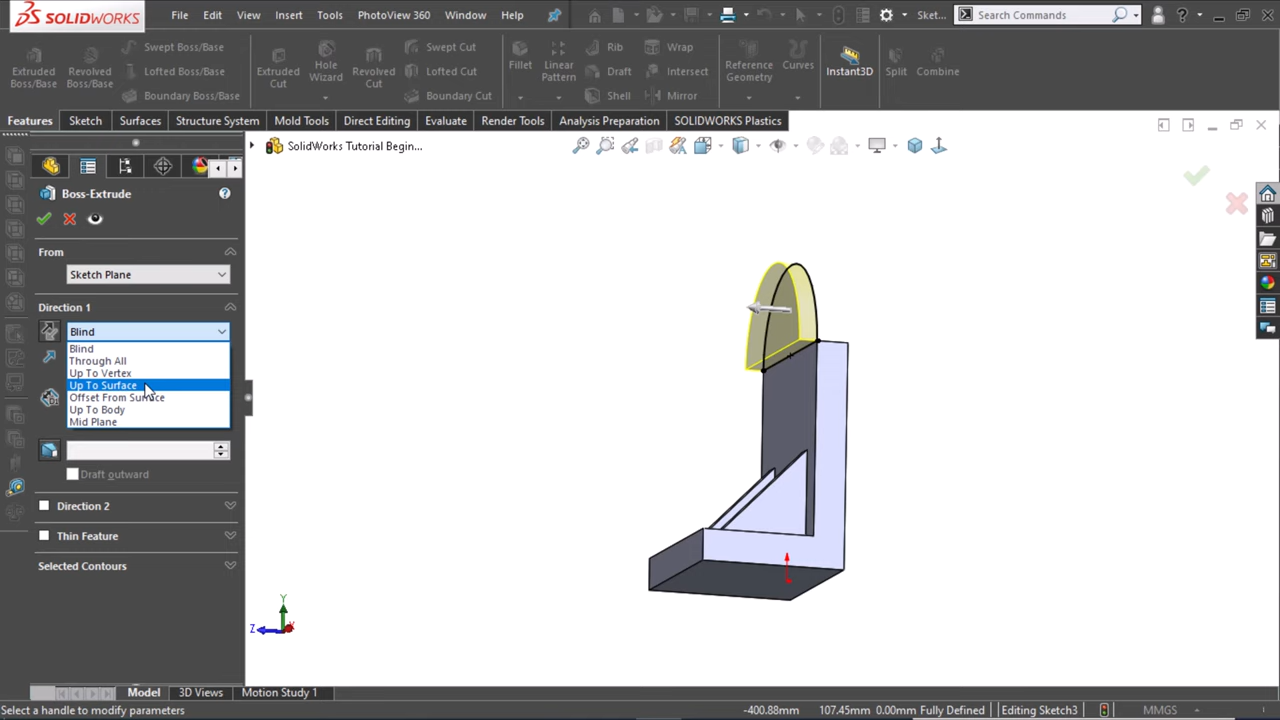 SOLIDWORKS File Edit View Insert Tools PhotoView 360 Window Help Sket... Search Commands ?
Extruded Boss/Base
Revolved Boss/Base
Swept Boss/Base
Lofted Boss/Base
Boundary Boss/Base
Extruded Cut
Hole Wizard
Revolved Cut
Swept Cut
Lofted Cut
Boundary Cut
Fillet
Linear Pattern
Rib
Draft
Shell
Wrap
Intersect
Mirror
Reference Geometry
Curves
Instant3D
Split
Combine
Features Sketch Surfaces Structure System Mold Tools Direct Editing Evaluate Render Tools Analysis Preparation SOLIDWORKS Plastics
SolidWorks Tutorial Begin...
Boss-Extrude ?
From
Sketch Plane
Direction 1
Blind
Blind
Through All
Up To Vertex
Up To Surface
Offset From Surface
Up To Body
Mid Plane
Draft outward
Direction 2
Thin Feature
Selected Contours
Y
Z
X
Model 3D Views Motion Study 1
Select a handle to modify parameters -400.88mm 107.45mm 0.00mm Fully Defined Editing Sketch3 MMGS